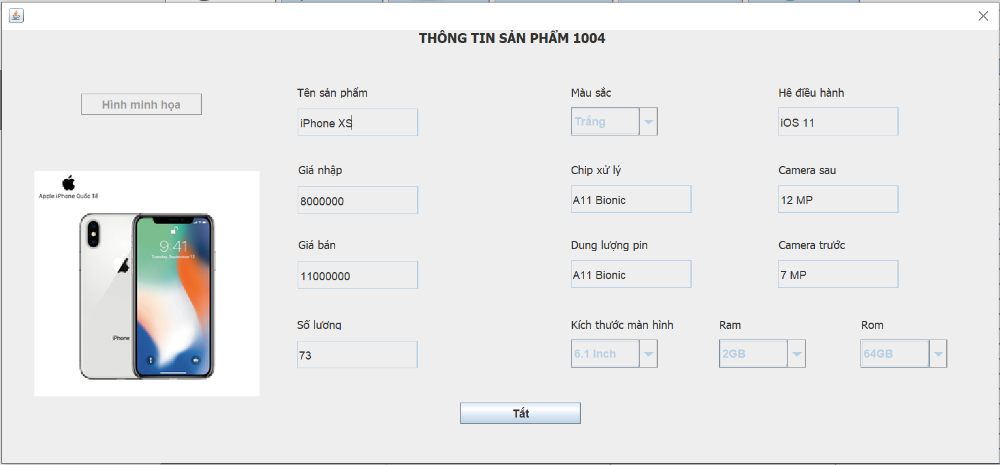 THÔNG TIN SẢN PHẨM 1004
Hình minh họa
Tên sản phẩm
iPhone XS
Màu sắc
Trắng
Hê điều hành
iOS 11
Apple iPhone Quốc Tế
9:41
Tuesday, September 12
iPhone
Giá nhập
8000000
Chip xử lý
A11 Bionic
Camera sau
12 MP
Giá bán
11000000
Dung lượng pin
A11 Bionic
Camera trước
7 MP
Số lương
73
Kích thước màn hình
6.1 Inch
Ram
2GB
Rom
64GB
Tắt